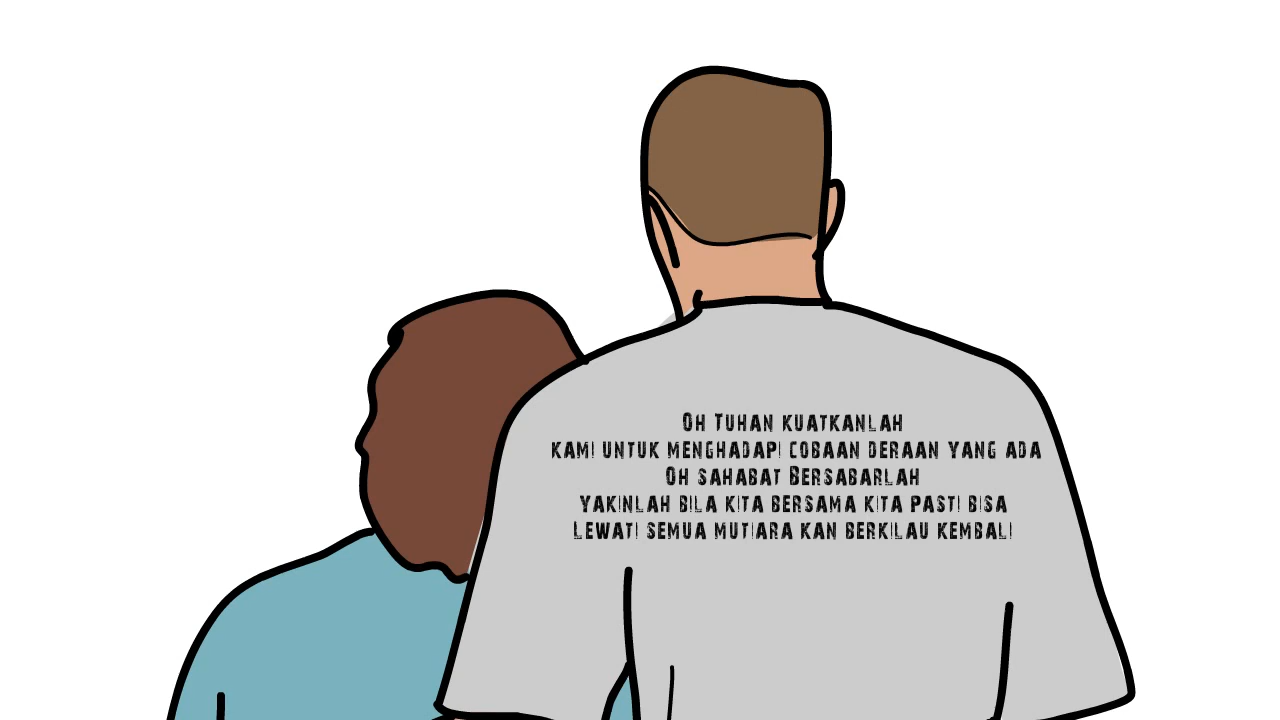 Oh Tuhan kuatkanlah
kami untuk menghadapi cobaan deraan yang ada
Oh sahabat Bersabarlah
yakinlah bila kita bersama kita pasti bisa
Lewati semua mutiara kan berkilau kembali